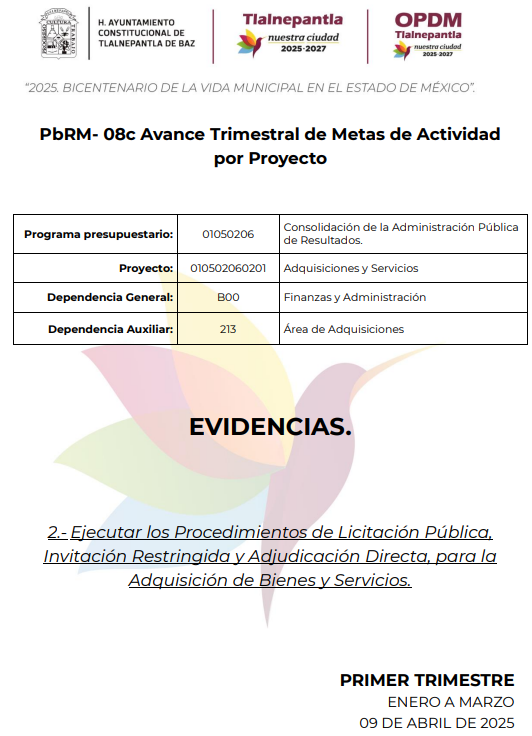 H. AYUNTAMIENTO
CONSTITUCIONAL DE
TLALNEPANTLA DE BAZ
Tlalnepantla
nuestra ciudad
2025-2027
OPDM
Tlalnepantla
nuestra ciudad
2025-2027
“2025. BICENTENARIO DE LA VIDA MUNICIPAL EN EL ESTADO DE MÉXICO”.
PbRM- 08c Avance Trimestral de Metas de Actividad
por Proyecto
Programa presupuestario: 01050206 Consolidación de la Administración Pública
de Resultados.
Proyecto: 010502060201 Adquisiciones y Servicios
Dependencia General: B00 Finanzas y Administración
Dependencia Auxiliar: 213 Área de Adquisiciones
EVIDENCIAS.
2.- Ejecutar los Procedimientos de Licitación Pública,
Invitación Restringida y Adjudicación Directa, para la
Adquisición de Bienes y Servicios.
PRIMER TRIMESTRE
ENERO A MARZO
09 DE ABRIL DE 2025